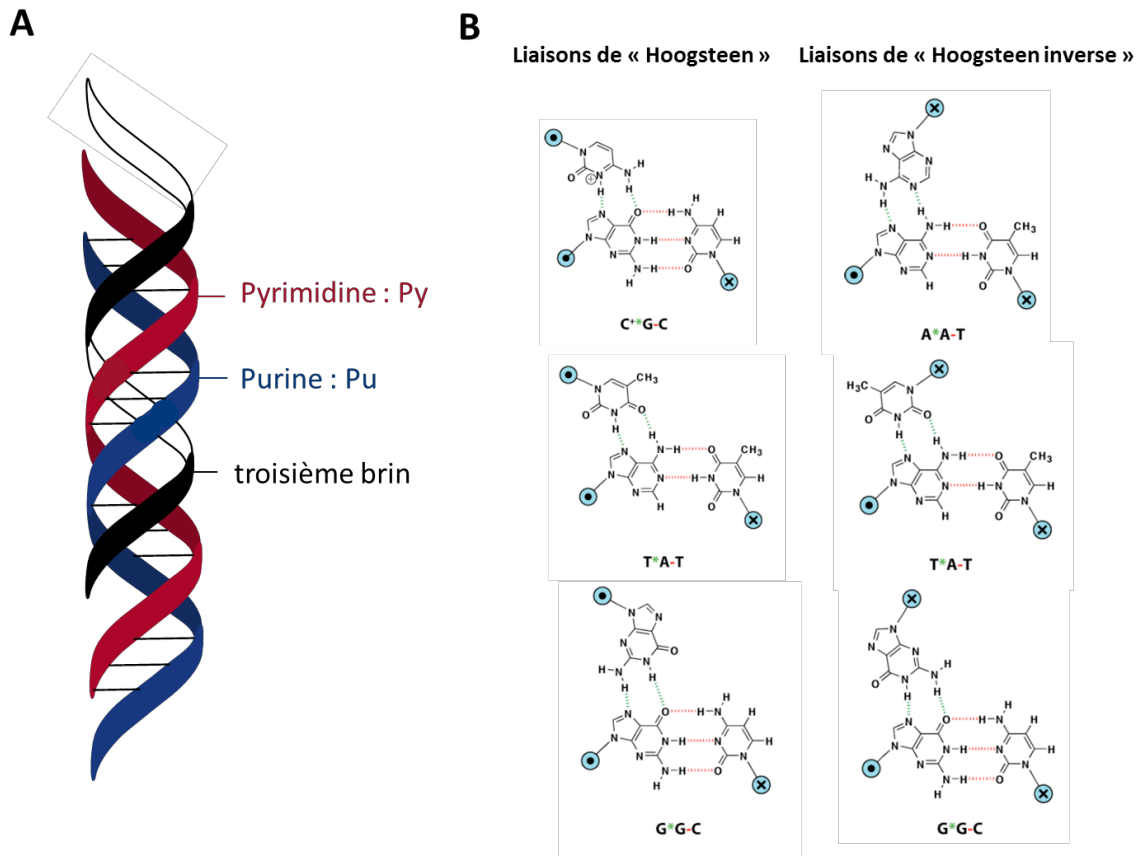 A
B
Liaisons de « Hoogsteen »
Liaisons de « Hoogsteen inverse »
Pyrimidine : Py
Purine : Pu
troisième brin
C⁺*G-C
A*A-T
T*A-T
T*A-T
G*G-C
G*G-C